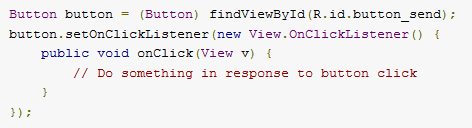 Button button = (Button) findViewById(R.id.button_send);
button.setOnClickListener(new View.OnClickListener() {
    public void onClick(View v) {
        // Do something in response to button click
    }
});